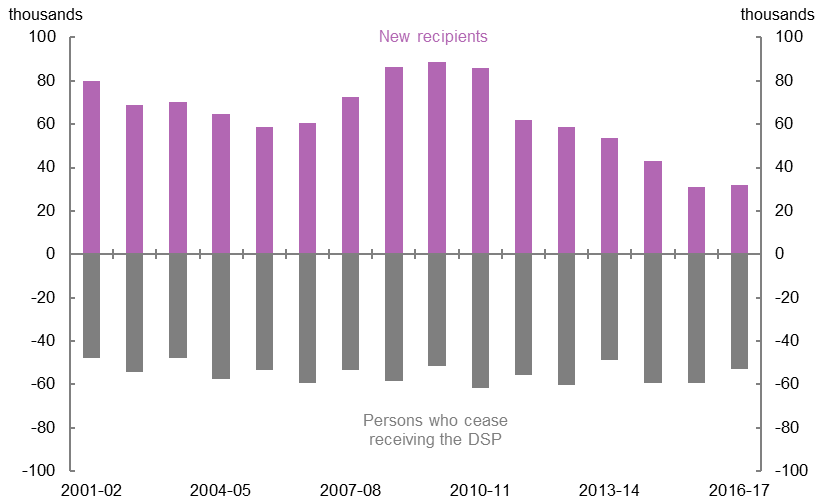 thousands thousands
New recipients
100 100
80 80
60 60
40 40
20 20
0 0
-20 -20
-40 -40
-60 -60
Persons who cease
-80 -80
receiving the DSP
-100 -100
2001-02 2004-05 2007-08 2010-11 2013-14 2016-17